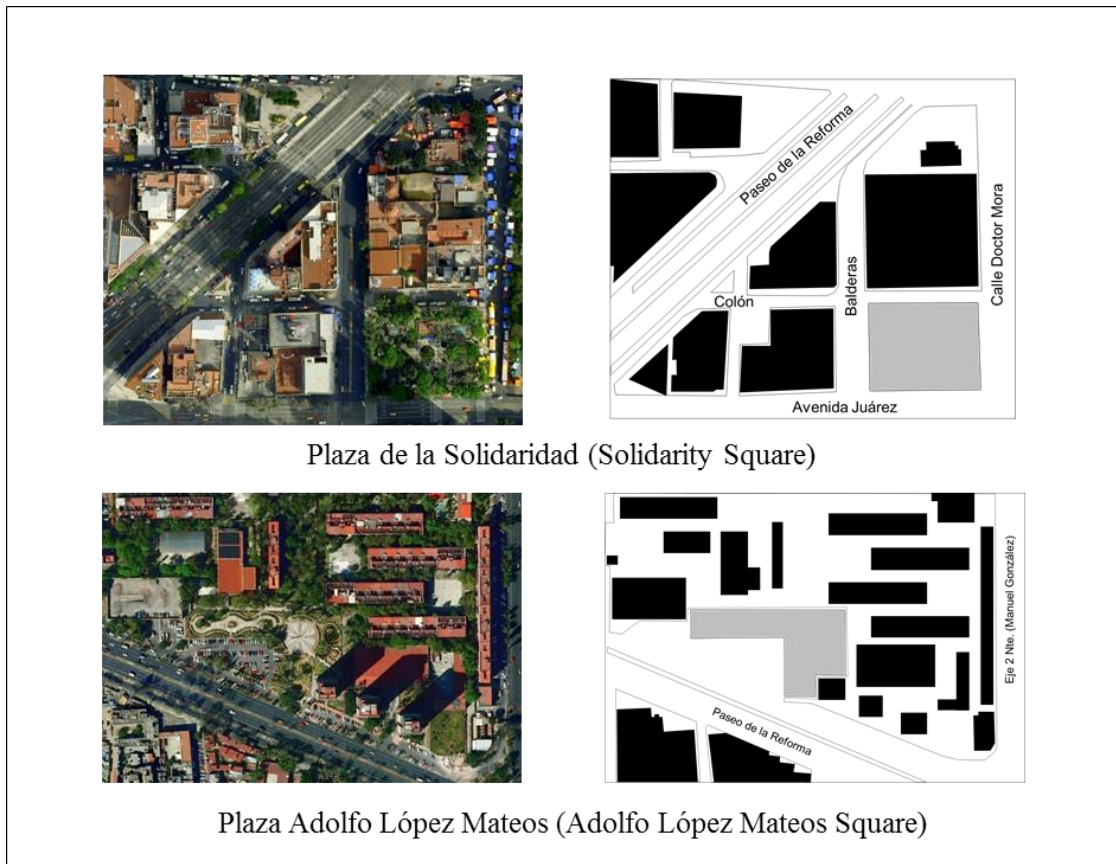 Paseo de la Reforma
Colón
Balderas
Calle Doctor Mora
Avenida Juárez
Plaza de la Solidaridad (Solidarity Square)
Eje 2 Nte. (Manuel González)
Paseo de la Reforma
Plaza Adolfo López Mateos (Adolfo López Mateos Square)